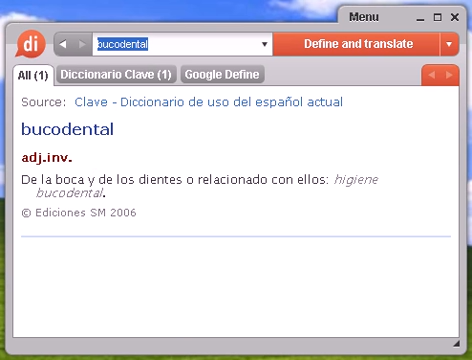 Menu
di
bucodental
Define and translate
All (1)
Diccionario Clave (1)
Google Define
Source: Clave - Diccionario de uso del español actual
bucodental
adj.inv.
De la boca y de los dientes o relacionado con ellos: higiene
bucodental.
© Ediciones SM 2006